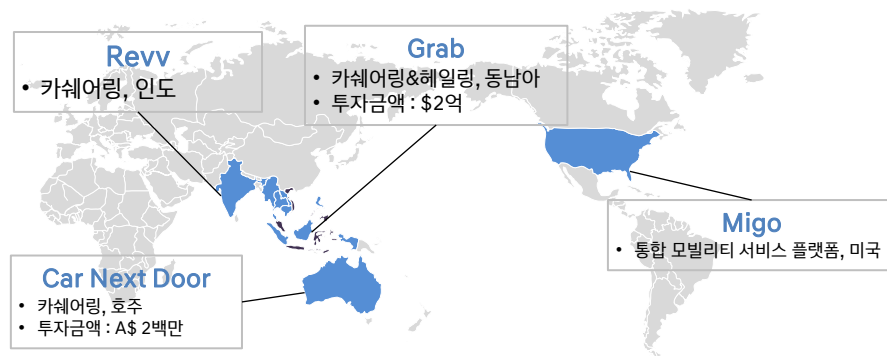 Revv
• 카쉐어링, 인도
Grab
• 카쉐어링&헤일링, 동남아
• 투자금액 : $2억
Migo
• 통합 모빌리티 서비스 플랫폼, 미국
Car Next Door
• 카쉐어링, 호주
• 투자금액 : A$ 2백만